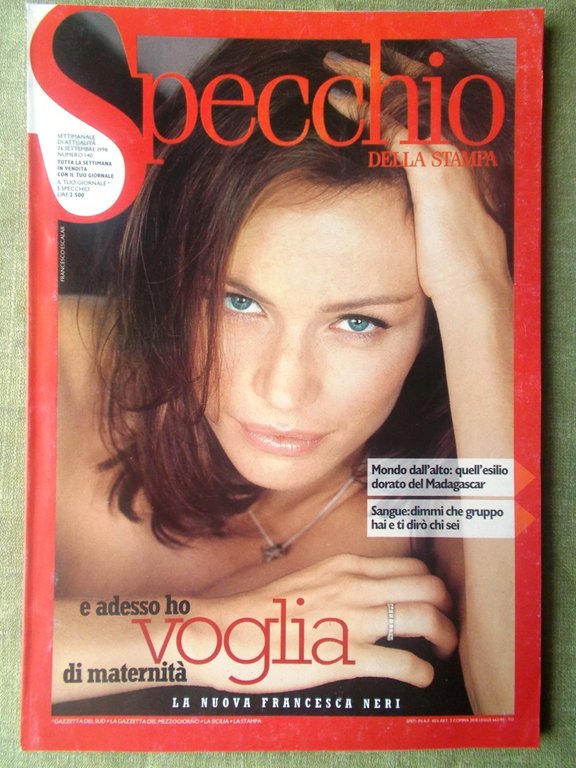 Specchio
DELLA STAMPA
SETTIMANALE
DI ATTUALITÀ
26 SETTEMBRE 1998
NUMERO 140
TUTTA LA SETTIMANA
IN VENDITA
CON IL TUO GIORNALE
IL TUO GIORNALE *
E SPECCHIO
LIRE 2.500
FRANCESCO ESCALAR
Mondo dall'alto: quell'esilio
dorato del Madagascar
Sangue: dimmi che gruppo
hai e ti dirò chi sei
e adesso ho
voglia
di maternità
LA NUOVA FRANCESCA NERI
*GAZZETTA DEL SUD • LA GAZZETTA DEL MEZZOGIORNO • LA SICILIA • LA STAMPA